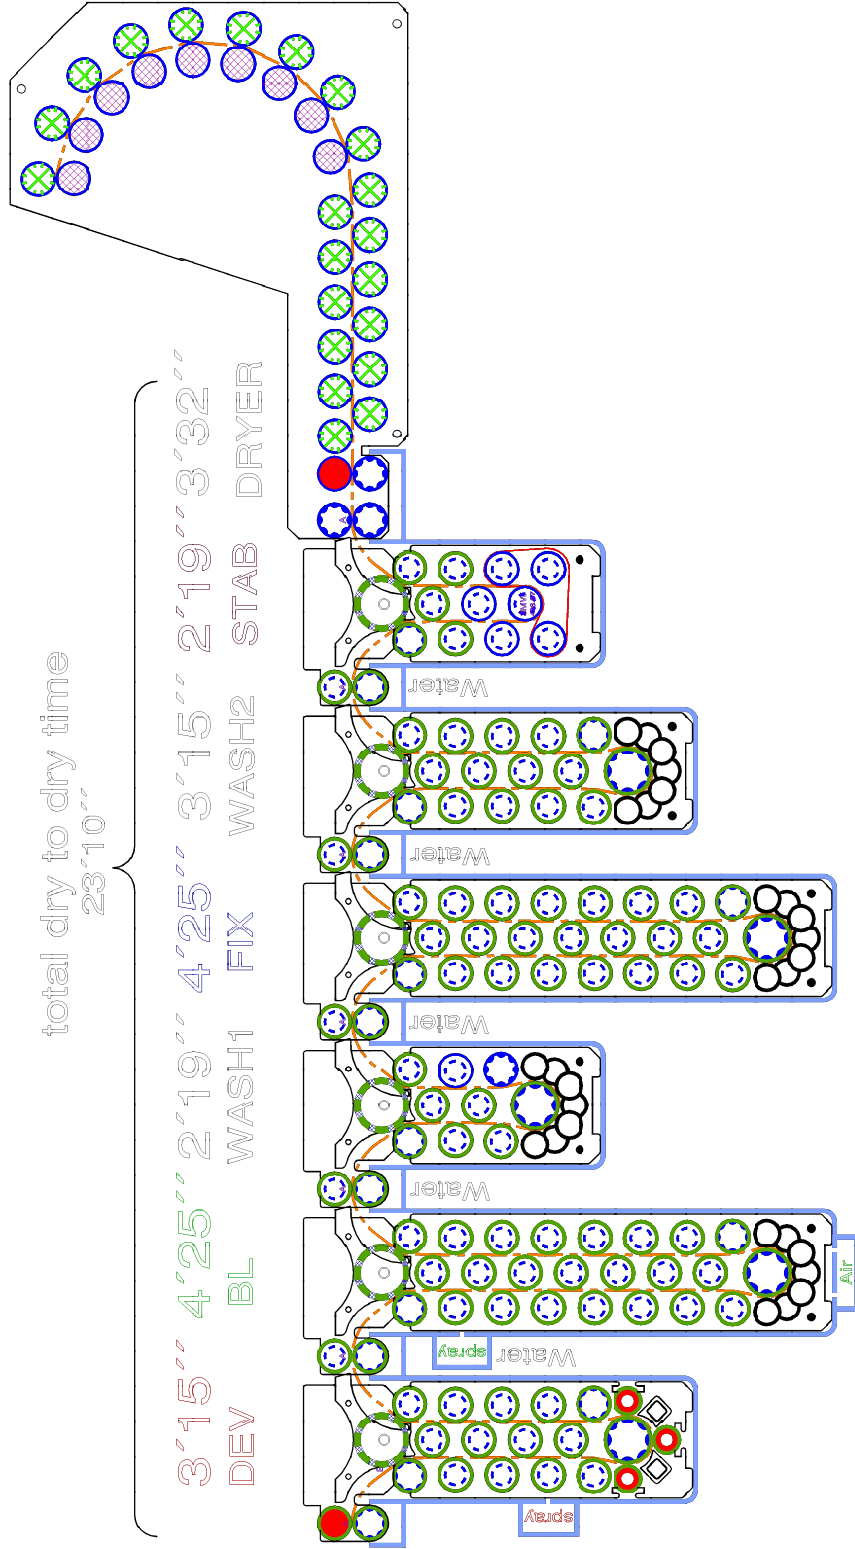 total dry to dry time
23´10´´
3´15´´ 4´25´´ 2´19´´ 4´25´´ 3´15´´ 2´19´´ 3´32´´
DEV BL WASH1 FIX WASH2 STAB DRYER
Water
Water
Water
Water
spray
Water
Air
spray